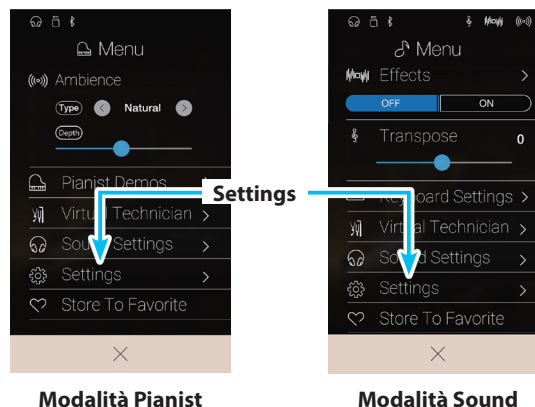 Menu
Ambience
Type Natural
Depth
Pianist Demos
Virtual Technician
Sound Settings
Settings
Store To Favorite
Modalità Pianist
Settings
Menu
Effects
OFF ON
Transpose 0
Keyboard Settings
Virtual Technician
Sound Settings
Settings
Store To Favorite
Modalità Sound